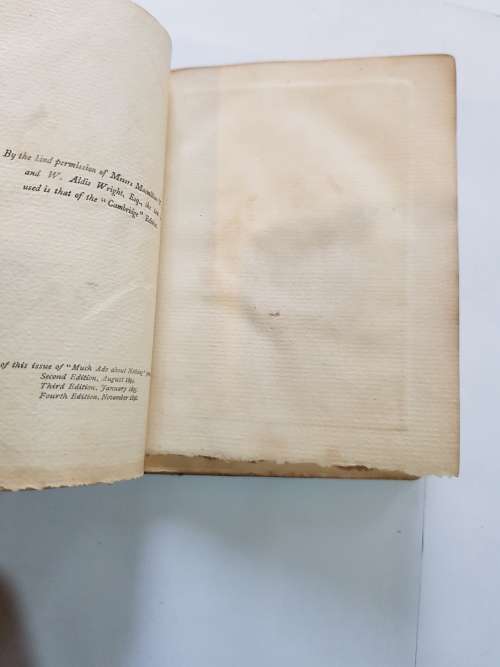 By the kind permission of Messrs Macmillan
and W. Aldis Wright, Esq., the
used is that of the "Cambridge" Edition.
of this issue of "Much Ado about Nothing"
Second Edition, August
Third Edition, January
Fourth Edition, November